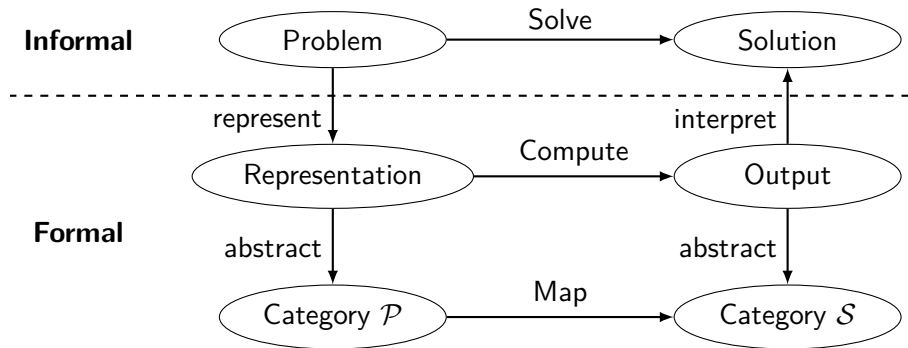 Solve
Informal Problem Solution
represent interpret
Compute
Representation Output
Formal
abstract abstract
Map
Category 𝒫 Category 𝒮